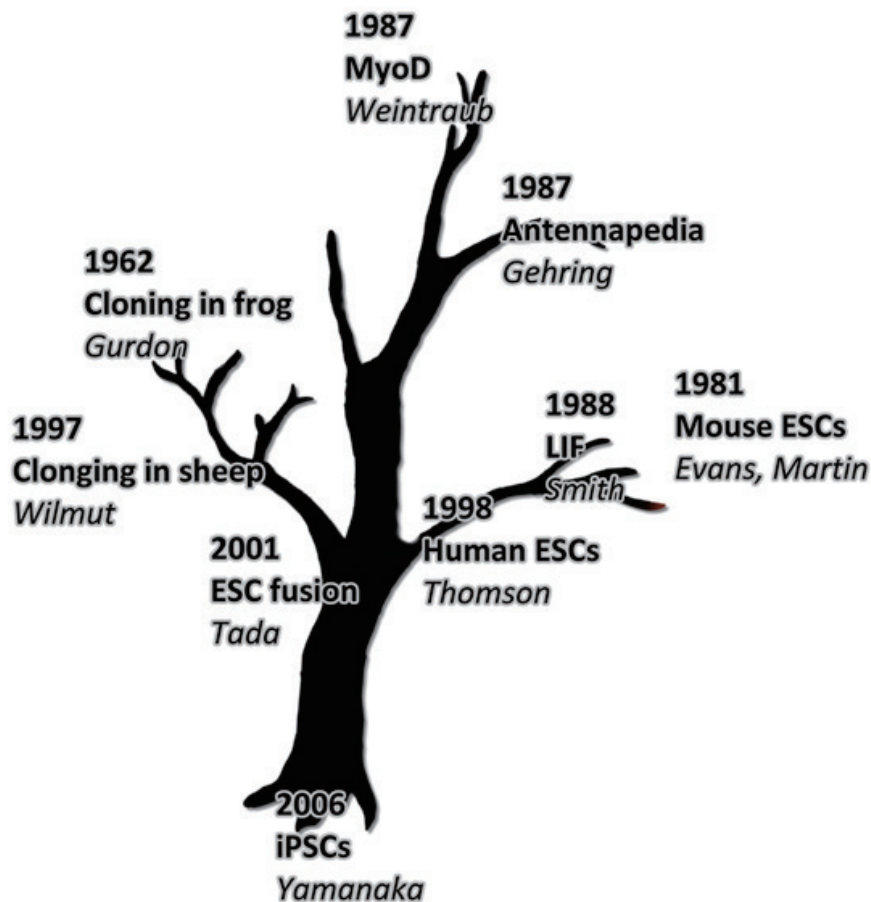 1987
MyoD
Weintraub
1987
Antennapedia
Gehring
1962
Cloning in frog
Gurdon
1981
Mouse ESCs
Evans, Martin
1988
LIF
Smith
1997
Clonging in sheep
Wilmut
1998
Human ESCs
Thomson
2001
ESC fusion
Tada
2006
iPSCs
Yamanaka